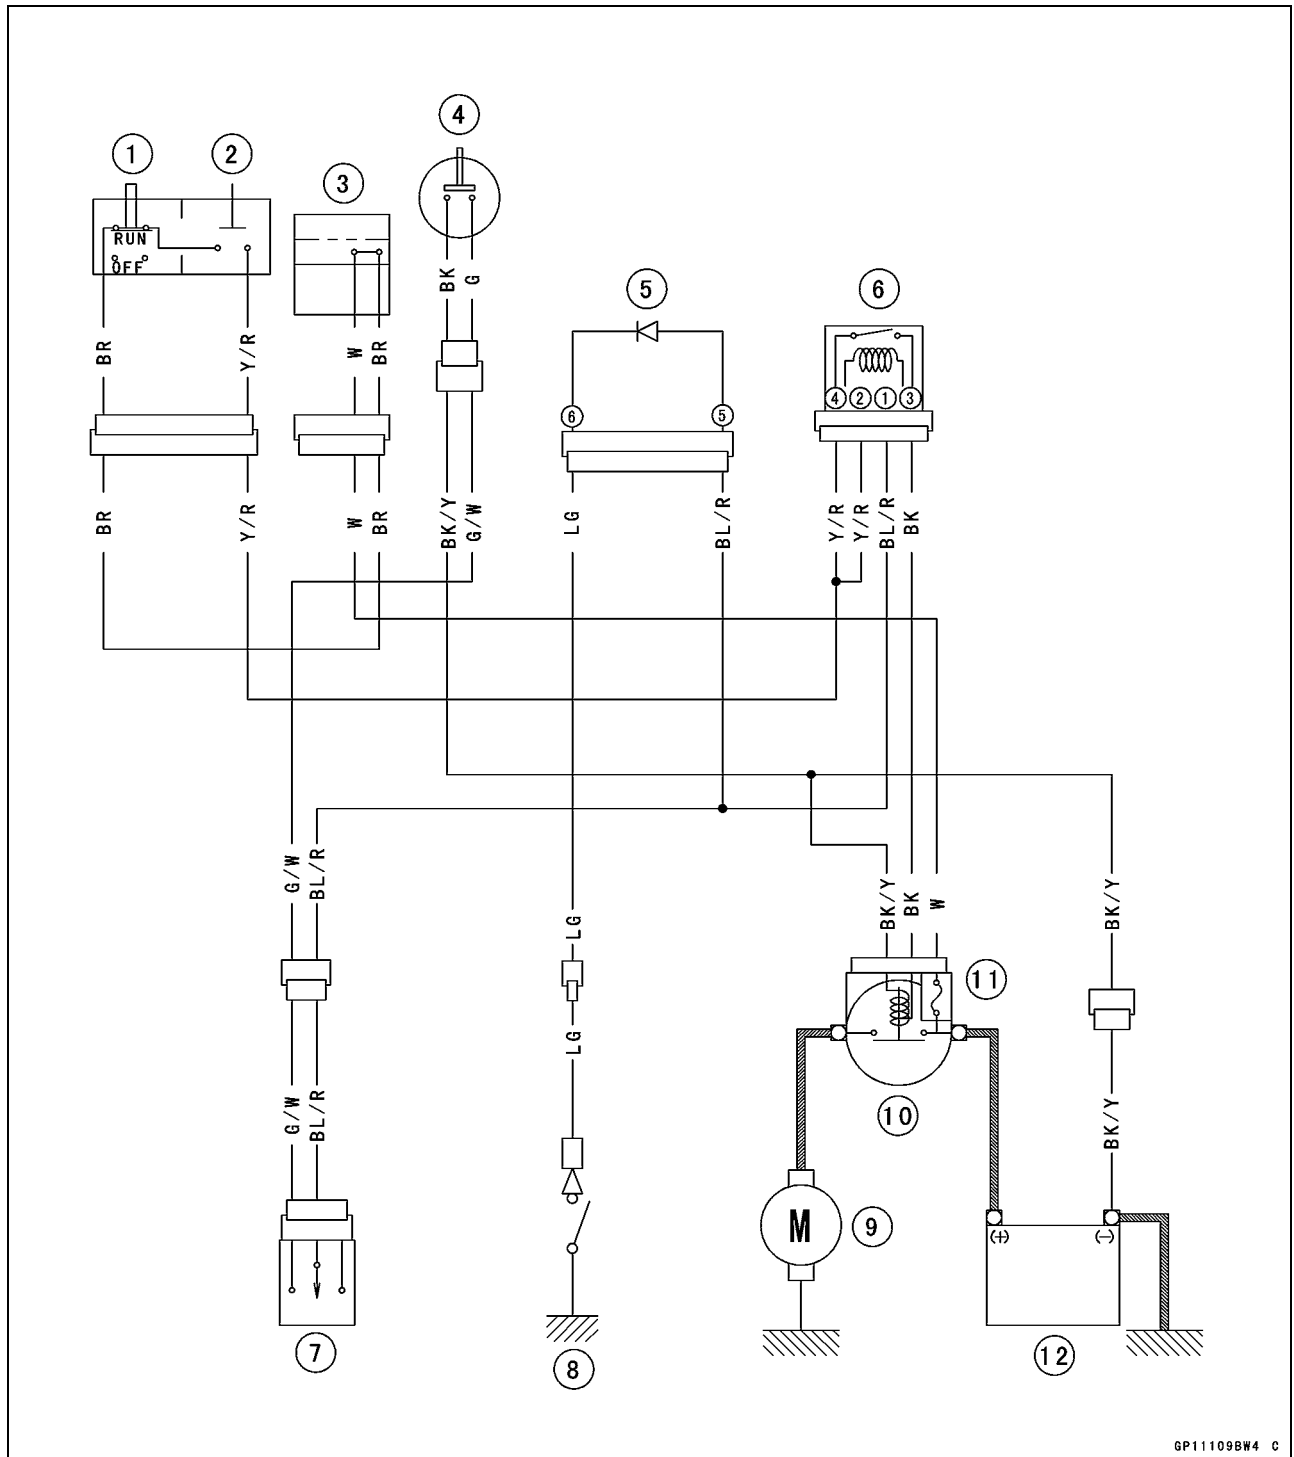 4
1 2
3
RUN
OFF
BK G
5 6
BR Y/R W BR
4 2 1 3
6 5
BR Y/R W BR BK/Y G/W LG BL/R Y/R Y/R BL/R BK
G/W BL/R BK/Y BK W BK/Y
LG
11
LG
10
G/W BL/R BK/Y
M 9
(+) (-)
7 8 12
GP11109BW4 C